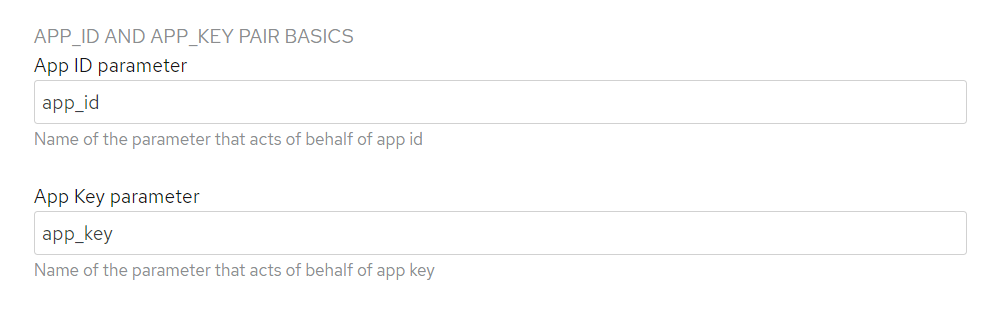 APP_ID AND APP_KEY PAIR BASICS
App ID parameter
app_id
Name of the parameter that acts of behalf of app id
App Key parameter
app_key
Name of the parameter that acts of behalf of app key